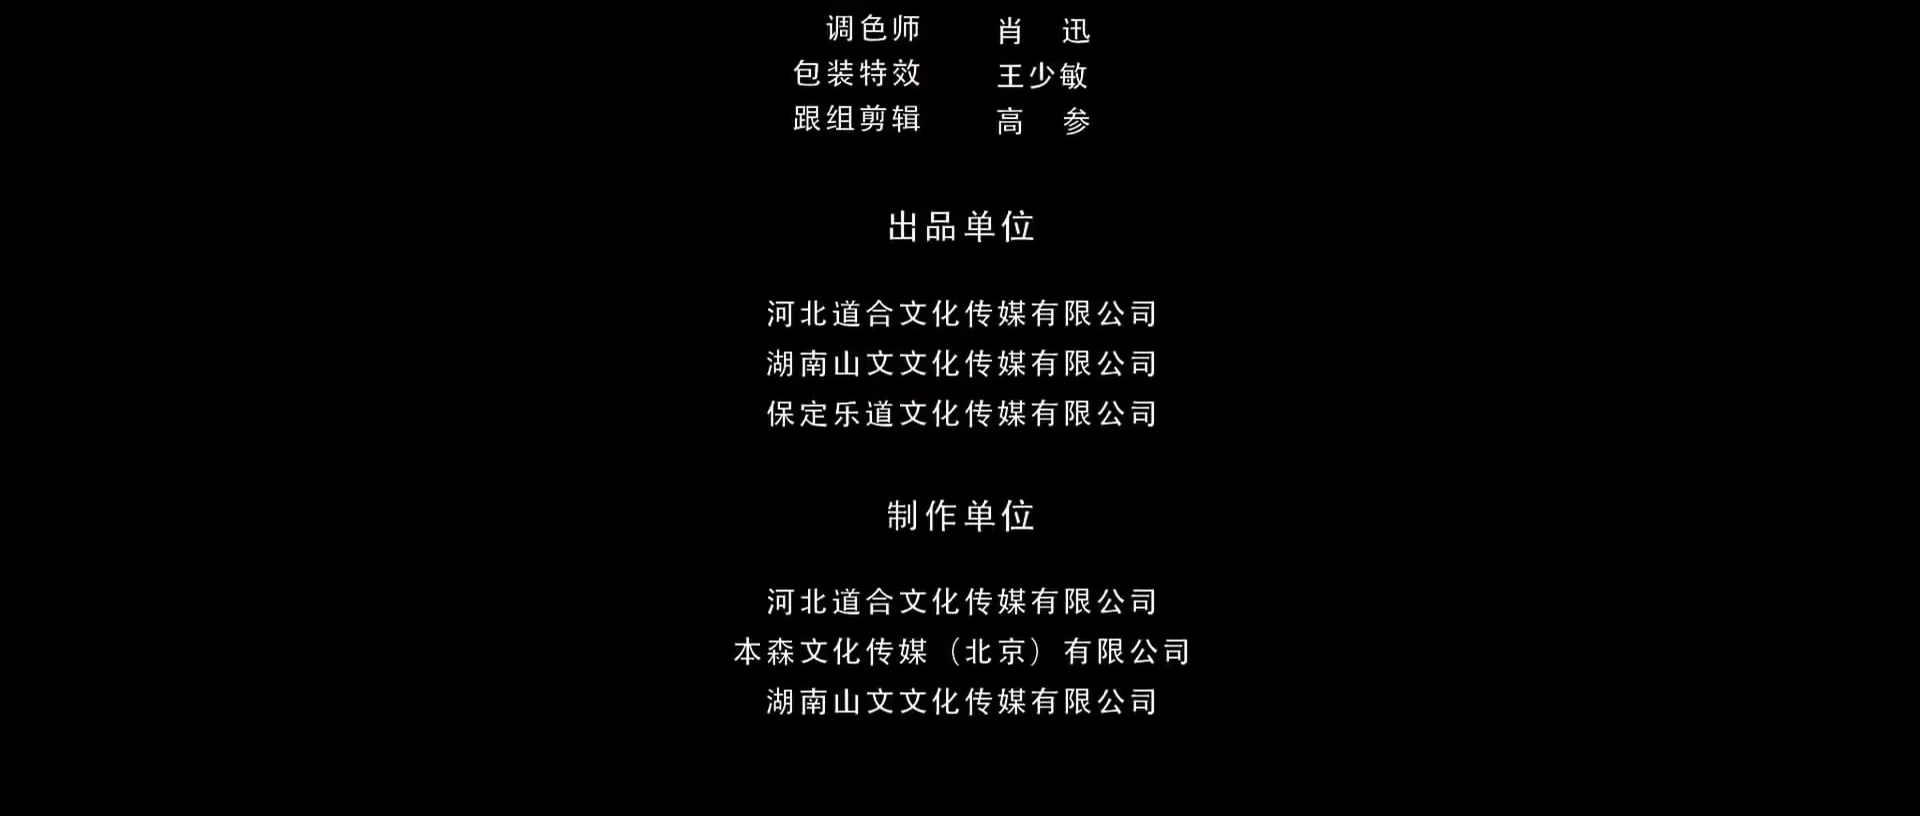 调色师 肖 迅
包装特效 王少敏
跟组剪辑 高 参
出品单位
河北道合文化传媒有限公司
湖南山文文化传媒有限公司
保定乐道文化传媒有限公司
制作单位
河北道合文化传媒有限公司
本森文化传媒（北京）有限公司
湖南山文文化传媒有限公司